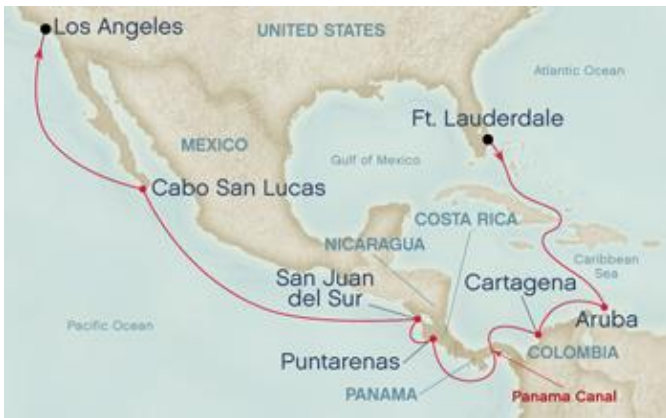 Los Angeles
UNITED STATES
Atlantic Ocean
Ft. Lauderdale
MEXICO
Gulf of Mexico
Cabo San Lucas
COSTA RICA
NICARAGUA
Caribbean
Sea
San Juan
del Sur
Cartagena
Aruba
Pacific Ocean
Puntarenas
COLOMBIA
PANAMA
Panama Canal